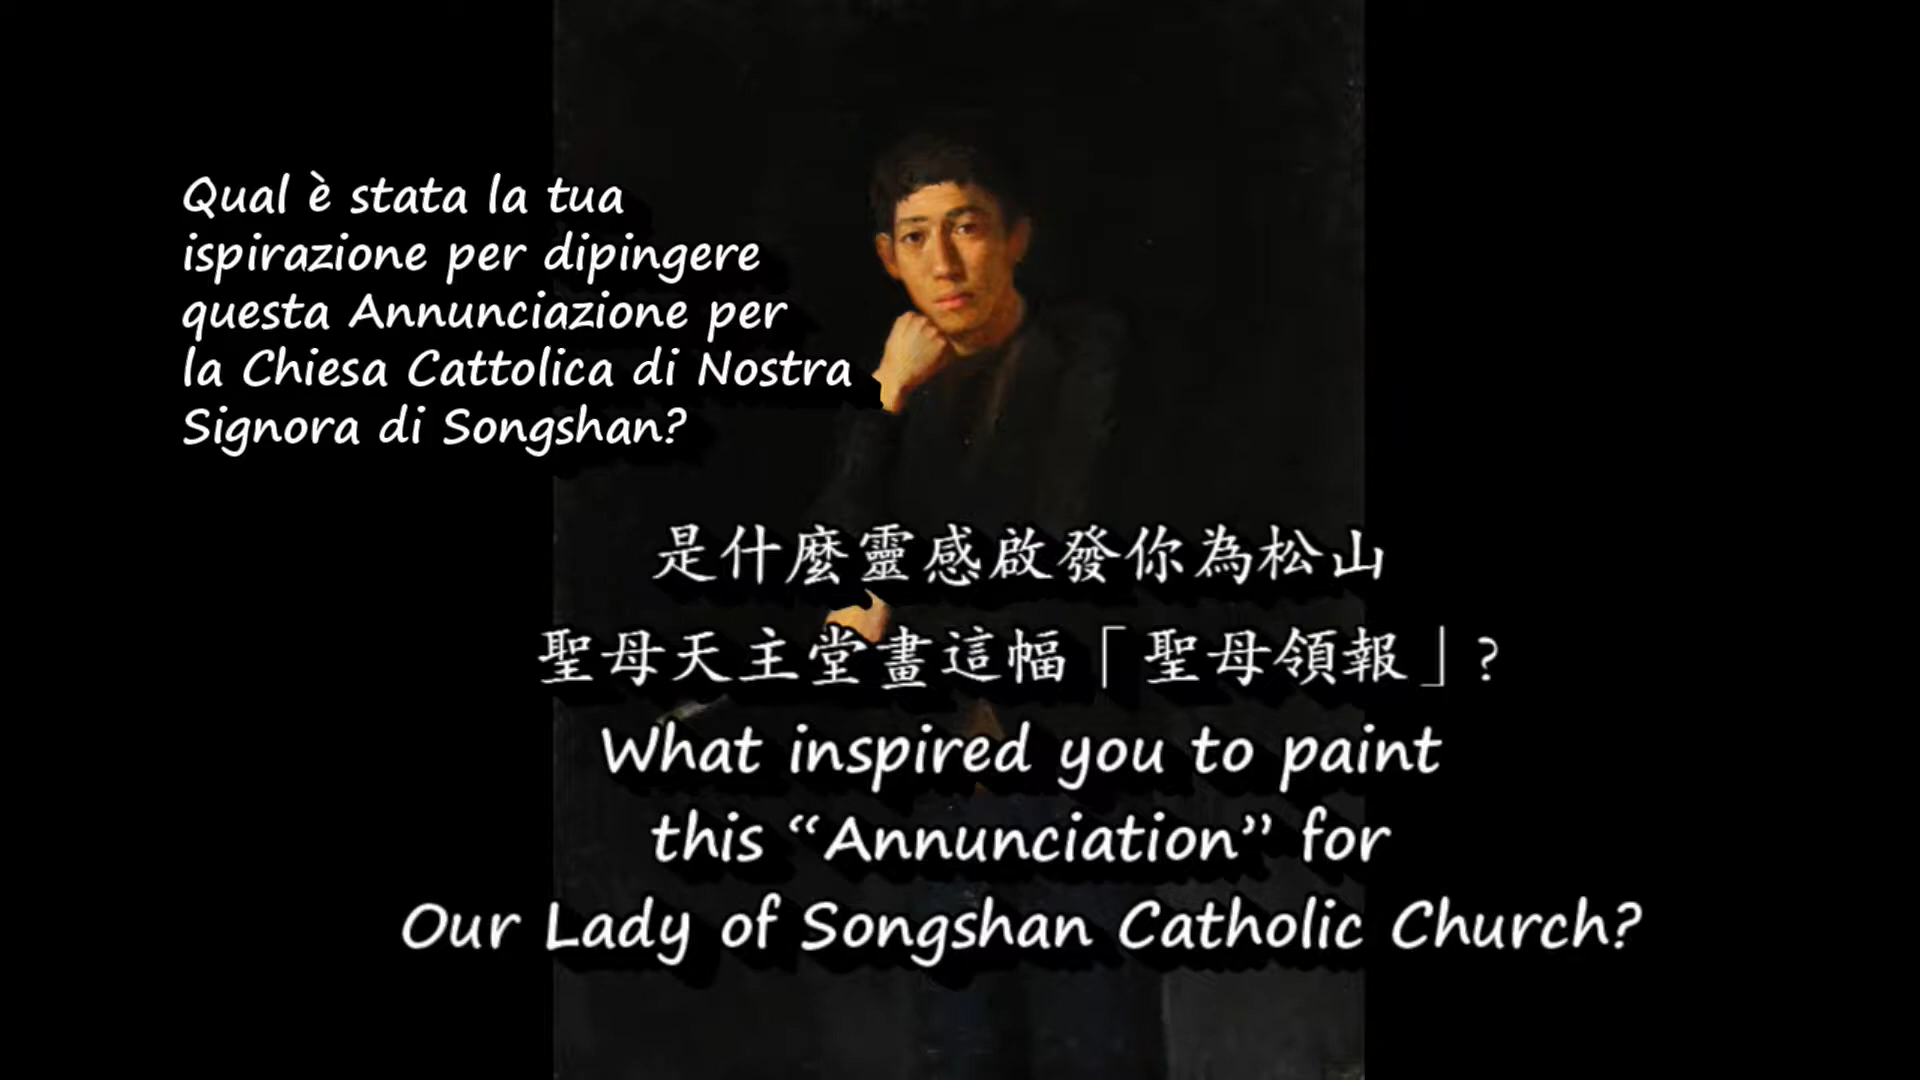 Qual è stata la tua
ispirazione per dipingere
questa Annunciazione per
la Chiesa Cattolica di Nostra
Signora di Songshan?
是什麼靈感啟發你為松山
聖母天主堂畫這幅「聖母領報」?
What inspired you to paint
this “Annunciation” for
Our Lady of Songshan Catholic Church?